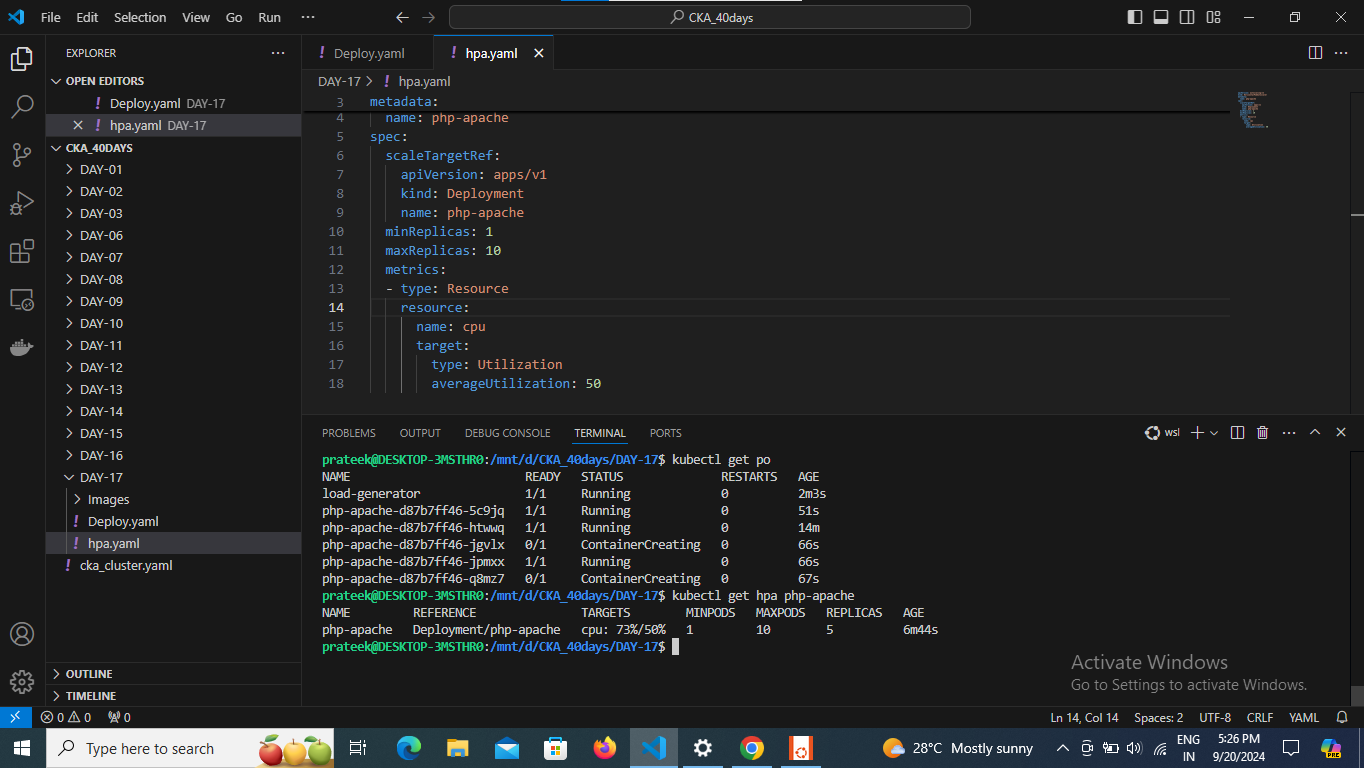 File Edit Selection View Go Run ···
CKA_40days
EXPLORER
OPEN EDITORS
! Deploy.yaml DAY-17
! hpa.yaml DAY-17
CKA_40DAYS
DAY-01
DAY-02
DAY-03
DAY-06
DAY-07
DAY-08
DAY-09
DAY-10
DAY-11
DAY-12
DAY-13
DAY-14
DAY-15
DAY-16
DAY-17
Images
! Deploy.yaml
! hpa.yaml
! cka_cluster.yaml
OUTLINE
TIMELINE
! Deploy.yaml
! hpa.yaml
DAY-17 > ! hpa.yaml
3 metadata:
4 name: php-apache
5 spec:
6 scaleTargetRef:
7 apiVersion: apps/v1
8 kind: Deployment
9 name: php-apache
10 minReplicas: 1
11 maxReplicas: 10
12 metrics:
13 - type: Resource
14 resource:
15 name: cpu
16 target:
17 type: Utilization
18 averageUtilization: 50
PROBLEMS OUTPUT DEBUG CONSOLE TERMINAL PORTS
wsl
prateek@DESKTOP-3MSTHR0:/mnt/d/CKA_40days/DAY-17$ kubectl get po
NAME READY STATUS RESTARTS AGE
load-generator 1/1 Running 0 2m3s
php-apache-d87b7ff46-5c9jq 1/1 Running 0 51s
php-apache-d87b7ff46-htwwq 1/1 Running 0 14m
php-apache-d87b7ff46-jgvlx 0/1 ContainerCreating 0 66s
php-apache-d87b7ff46-jpmxx 1/1 Running 0 66s
php-apache-d87b7ff46-q8mz7 0/1 ContainerCreating 0 67s
prateek@DESKTOP-3MSTHR0:/mnt/d/CKA_40days/DAY-17$ kubectl get hpa php-apache
NAME REFERENCE TARGETS MINPODS MAXPODS REPLICAS AGE
php-apache Deployment/php-apache cpu: 73%/50% 1 10 5 6m44s
prateek@DESKTOP-3MSTHR0:/mnt/d/CKA_40days/DAY-17$
Activate Windows
Go to Settings to activate Windows.
0 0 0
Ln 14, Col 14 Spaces: 2 UTF-8 CRLF YAML
Type here to search
28°C Mostly sunny
ENG
IN
5:26 PM
9/20/2024
PRE